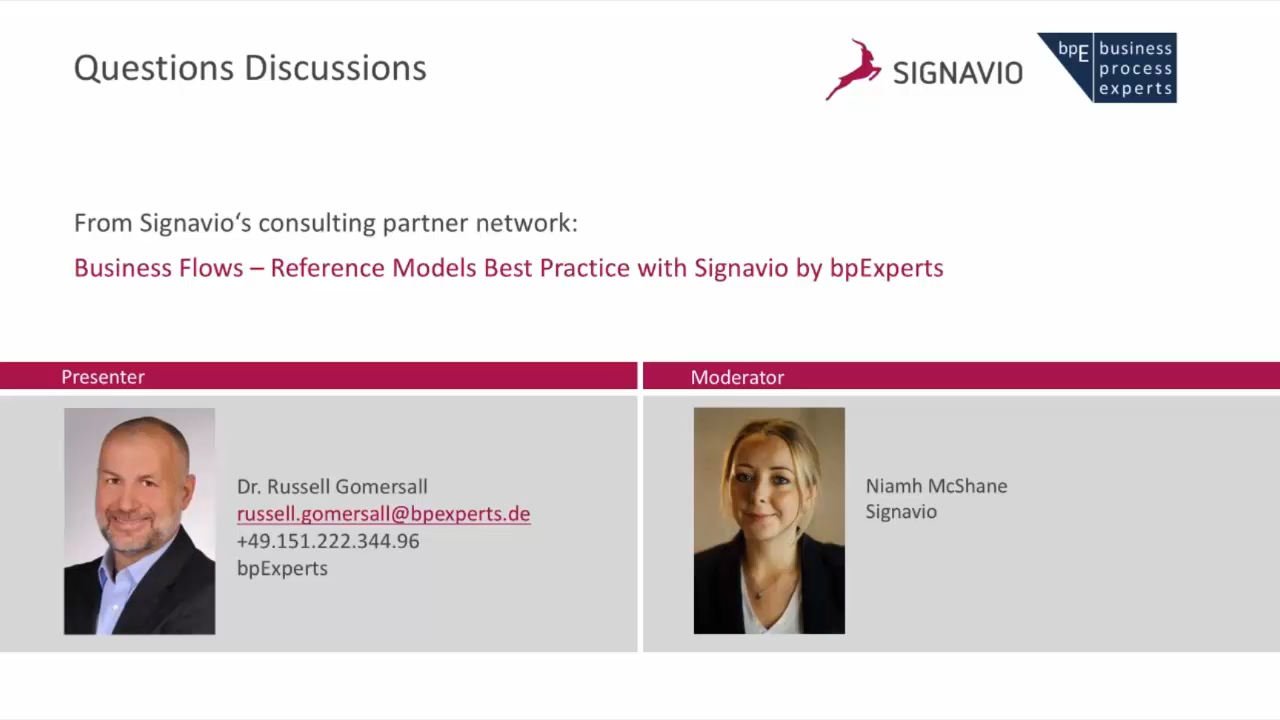 Questions Discussions
SIGNAVIO
bpE
business
process
experts
From Signavio‘s consulting partner network:
Business Flows – Reference Models Best Practice with Signavio by bpExperts
Presenter
Moderator
Dr. Russell Gomersall
russell.gomersall@bpexperts.de
+49.151.222.344.96
bpExperts
Niamh McShane
Signavio